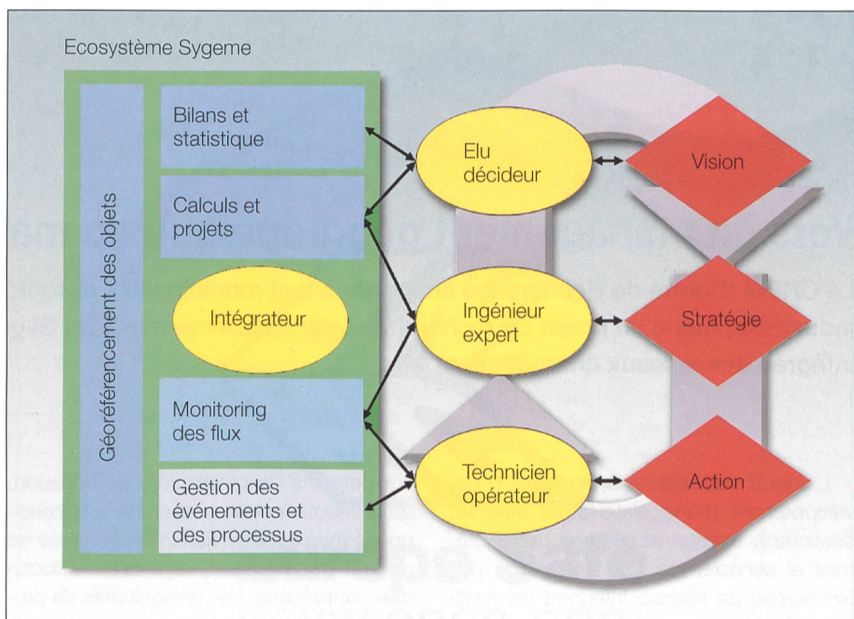 Ecosystème Sygeme
Géoréférencement des objets
Bilans et
statistique
Calculs et
projets
Intégrateur
Monitoring
des flux
Gestion des
événements et
des processus
Elu
décideur
Ingénieur
expert
Technicien
opérateur
Vision
Stratégie
Action